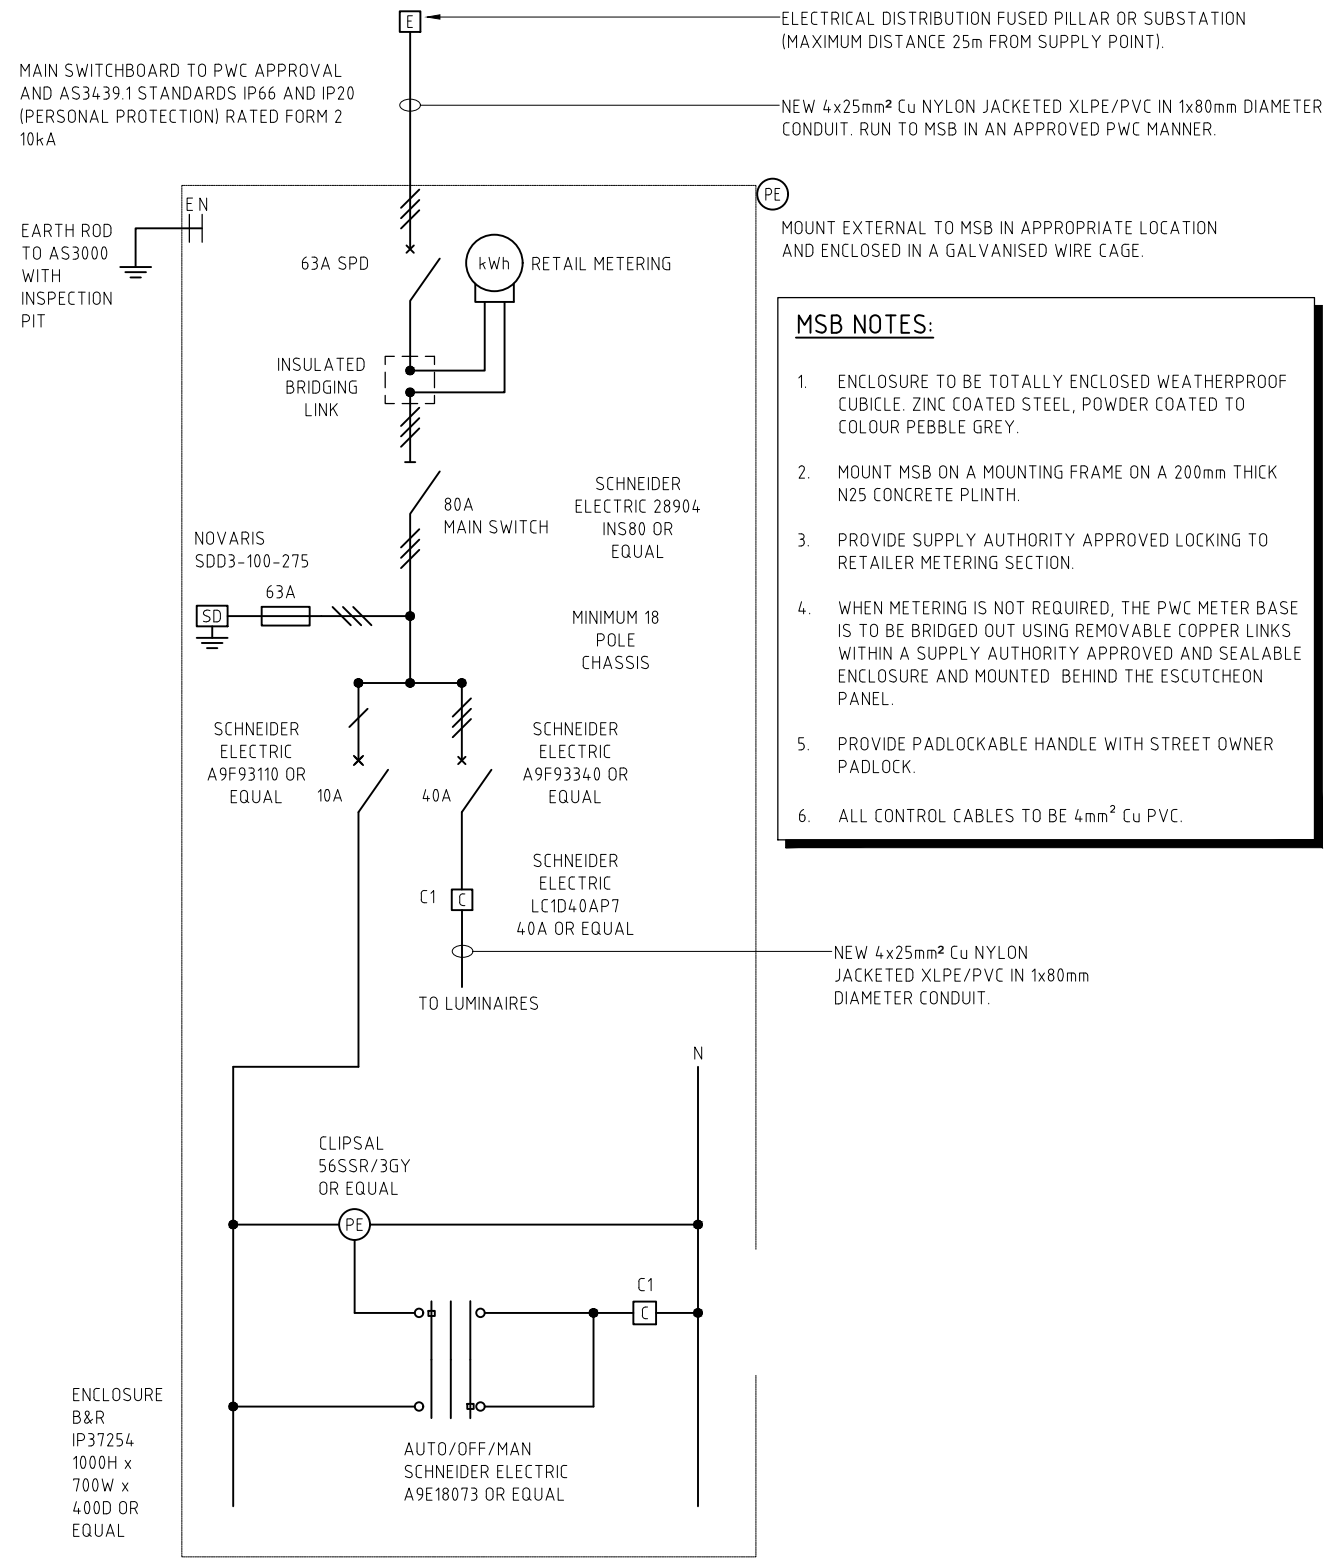 E
ELECTRICAL DISTRIBUTION FUSED PILLAR OR SUBSTATION
(MAXIMUM DISTANCE 25m FROM SUPPLY POINT).
MAIN SWITCHBOARD TO PWC APPROVAL
AND AS3439.1 STANDARDS IP66 AND IP20
(PERSONAL PROTECTION) RATED FORM 2
10kA
NEW 4x25mm² Cu NYLON JACKETED XLPE/PVC IN 1x80mm DIAMETER
CONDUIT. RUN TO MSB IN AN APPROVED PWC MANNER.
PE
MOUNT EXTERNAL TO MSB IN APPROPRIATE LOCATION
AND ENCLOSED IN A GALVANISED WIRE CAGE.
E N
EARTH ROD
TO AS3000
WITH
INSPECTION
PIT
63A SPD
kWh
RETAIL METERING
INSULATED
BRIDGING
LINK
MSB NOTES:
1. ENCLOSURE TO BE TOTALLY ENCLOSED WEATHERPROOF
CUBICLE. ZINC COATED STEEL, POWDER COATED TO
COLOUR PEBBLE GREY.
2. MOUNT MSB ON A MOUNTING FRAME ON A 200mm THICK
N25 CONCRETE PLINTH.
3. PROVIDE SUPPLY AUTHORITY APPROVED LOCKING TO
RETAILER METERING SECTION.
4. WHEN METERING IS NOT REQUIRED, THE PWC METER BASE
IS TO BE BRIDGED OUT USING REMOVABLE COPPER LINKS
WITHIN A SUPPLY AUTHORITY APPROVED AND SEALABLE
ENCLOSURE AND MOUNTED BEHIND THE ESCUTCHEON
PANEL.
5. PROVIDE PADLOCKABLE HANDLE WITH STREET OWNER
PADLOCK.
6. ALL CONTROL CABLES TO BE 4mm² Cu PVC.
80A
MAIN SWITCH
SCHNEIDER
ELECTRIC 28904
INS80 OR
EQUAL
NOVARIS
SDD3-100-275
63A
SD
MINIMUM 18
POLE
CHASSIS
SCHNEIDER
ELECTRIC
A9F93110 OR
EQUAL
10A
40A
SCHNEIDER
ELECTRIC
A9F93340 OR
EQUAL
C1
C
SCHNEIDER
ELECTRIC
LC1D40AP7
40A OR EQUAL
NEW 4x25mm² Cu NYLON
JACKETED XLPE/PVC IN 1x80mm
DIAMETER CONDUIT.
TO LUMINAIRES
N
CLIPSAL
56SSR/3GY
OR EQUAL
PE
C1
C
ENCLOSURE
B&R
IP37254
1000H x
700W x
400D OR
EQUAL
AUTO/OFF/MAN
SCHNEIDER ELECTRIC
A9E18073 OR EQUAL